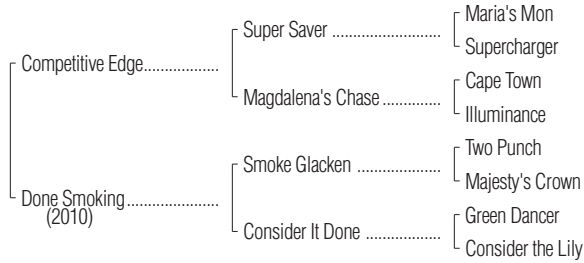 Maria's Mon
Super Saver ......................
Supercharger
Competitive Edge...................
Cape Town
Magdalena's Chase ..............
Illuminance
Two Punch
Smoke Glacken ...................
Majesty's Crown
Done Smoking.......................
(2010)
Green Dancer
Consider It Done ..................
Consider the Lily